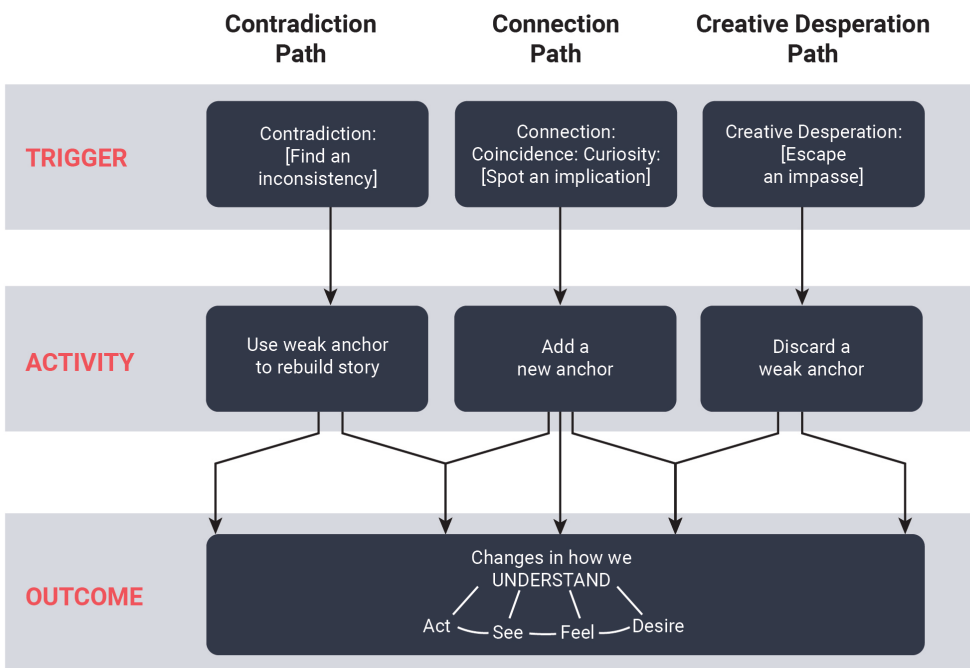 Contradiction
Path
Connection
Path
Creative Desperation
Path
TRIGGER
Contradiction:
[Find an
inconsistency]
Connection:
Coincidence: Curiosity:
[Spot an implication]
Creative Desperation:
[Escape
an impasse]
ACTIVITY
Use weak anchor
to rebuild story
Add a
new anchor
Discard a
weak anchor
OUTCOME
Changes in how we
UNDERSTAND
Act
See
Feel
Desire